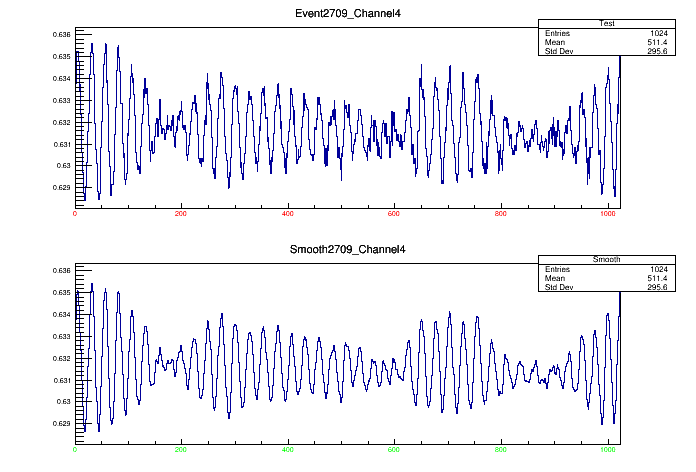 Event2709_Channel4
Test
Entries 1024
Mean 511.4
Std Dev 295.6
0.636
0.635
0.634
0.633
0.632
0.631
0.63
0.629
0 200 400 600 800 1000
Smooth2709_Channel4
Smooth
Entries 1024
Mean 511.4
Std Dev 295.6
0.636
0.635
0.634
0.633
0.632
0.631
0.63
0.629
0 200 400 600 800 1000